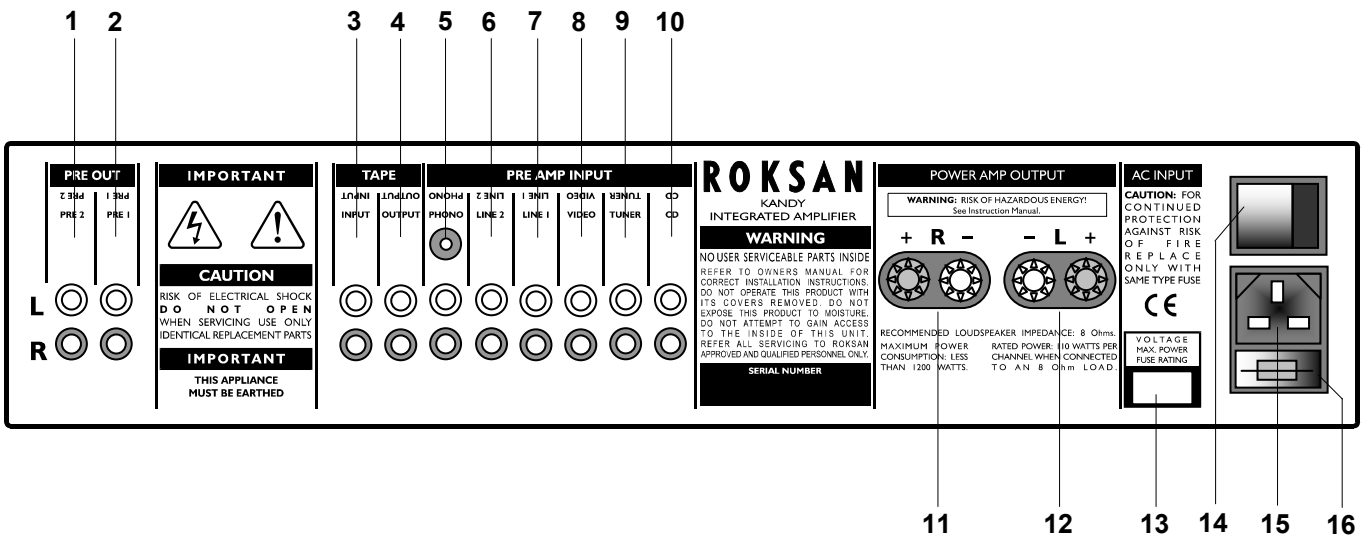 1 2 3 4 5 6 7 8 9 10
PRE OUT
PRE 2 PRE 1
PRE 2 PRE 1
L
R
IMPORTANT
CAUTION
RISK OF ELECTRICAL SHOCK
DO NOT OPEN
WHEN SERVICING USE ONLY
IDENTICAL REPLACEMENT PARTS
IMPORTANT
THIS APPLIANCE
MUST BE EARTHED
TAPE
INPUT OUTPUT
INPUT OUTPUT
PRE AMP INPUT
PHONO LINE 2 LINE 1 VIDEO TUNER CD
PHONO LINE 2 LINE 1 VIDEO TUNER CD
ROKSAN
KANDY
INTEGRATED AMPLIFIER
WARNING
NO USER SERVICEABLE PARTS INSIDE
REFER TO OWNERS MANUAL FOR
CORRECT INSTALLATION INSTRUCTIONS.
DO NOT OPERATE THIS PRODUCT WITH
ITS COVERS REMOVED. DO NOT
EXPOSE THIS PRODUCT TO MOISTURE.
DO NOT ATTEMPT TO GAIN ACCESS
TO THE INSIDE OF THIS UNIT.
REFER ALL SERVICING TO ROKSAN
APPROVED AND QUALIFIED PERSONNEL ONLY.
SERIAL NUMBER
POWER AMP OUTPUT
WARNING: RISK OF HAZARDOUS ENERGY!
See Instruction Manual.
+ R − − L +
RECOMMENDED LOUDSPEAKER IMPEDANCE: 8 Ohms.
MAXIMUM POWER
CONSUMPTION: LESS
THAN 1200 WATTS.
RATED POWER: 110 WATTS PER
CHANNEL WHEN CONNECTED
TO AN 8 Ohm LOAD.
AC INPUT
CAUTION: FOR
CONTINUED
PROTECTION
AGAINST RISK
OF FIRE
REPLACE
ONLY WITH
SAME TYPE FUSE
CE
VOLTAGE
MAX. POWER
FUSE RATING
11 12 13 14 15 16